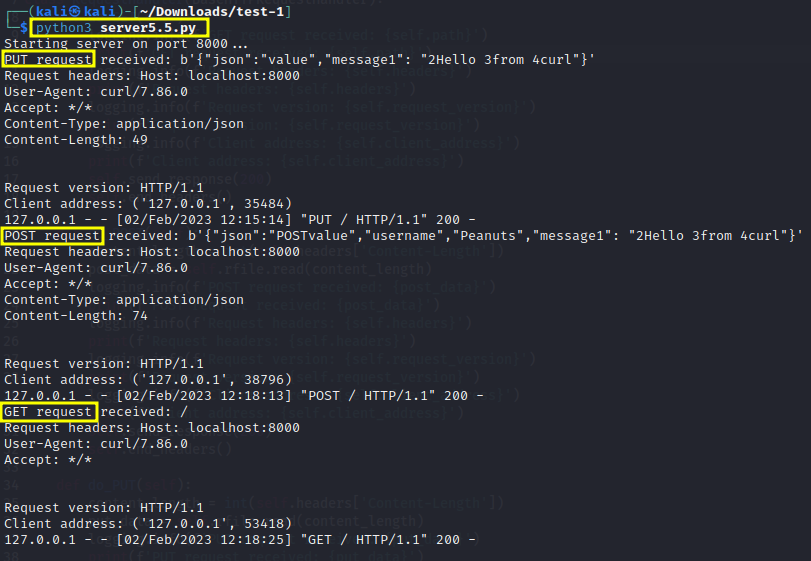 (kali㉿kali)-[~/Downloads/test-1]
$ python3 server5.5.py
Starting server on port 8000...
PUT request received: b'{"json":"value","message1": "2Hello 3from 4curl"}'
Request headers: Host: localhost:8000
User-Agent: curl/7.86.0
Accept: */*
Content-Type: application/json
Content-Length: 49
Request version: HTTP/1.1
Client address: ('127.0.0.1', 35484)
127.0.0.1 - - [02/Feb/2023 12:15:14] "PUT / HTTP/1.1" 200 -
POST request received: b'{"json":"POSTvalue","username","Peanuts","message1": "2Hello 3from 4curl"}'
Request headers: Host: localhost:8000
User-Agent: curl/7.86.0
Accept: */*
Content-Type: application/json
Content-Length: 74
Request version: HTTP/1.1
Client address: ('127.0.0.1', 38796)
127.0.0.1 - - [02/Feb/2023 12:18:13] "POST / HTTP/1.1" 200 -
GET request received: /
Request headers: Host: localhost:8000
User-Agent: curl/7.86.0
Accept: */*
Request version: HTTP/1.1
Client address: ('127.0.0.1', 53418)
127.0.0.1 - - [02/Feb/2023 12:18:25] "GET / HTTP/1.1" 200 -